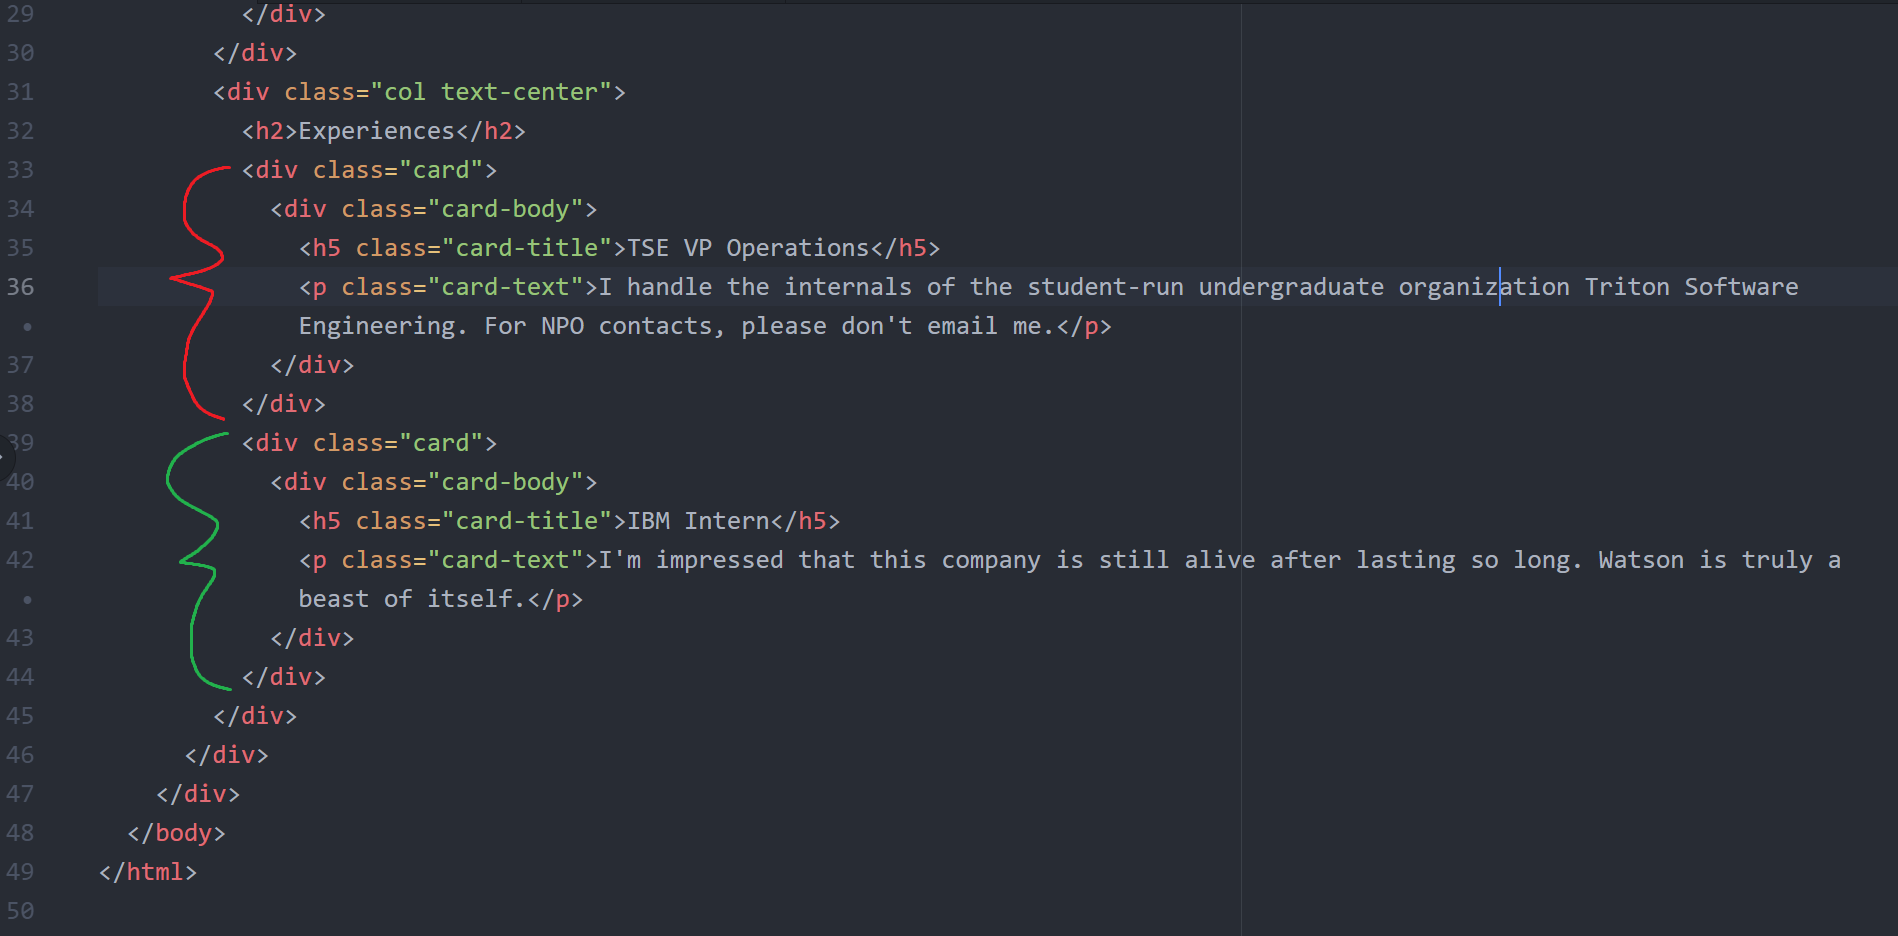 29 </div>
30 </div>
31 <div class="col text-center">
32 <h2>Experiences</h2>
33 <div class="card">
34 <div class="card-body">
35 <h5 class="card-title">TSE VP Operations</h5>
36 <p class="card-text">I handle the internals of the student-run undergraduate organization Triton Software
• Engineering. For NPO contacts, please don't email me.</p>
37 </div>
38 </div>
39 <div class="card">
40 <div class="card-body">
41 <h5 class="card-title">IBM Intern</h5>
42 <p class="card-text">I'm impressed that this company is still alive after lasting so long. Watson is truly a
• beast of itself.</p>
43 </div>
44 </div>
45 </div>
46 </div>
47 </div>
48 </body>
49 </html>
50